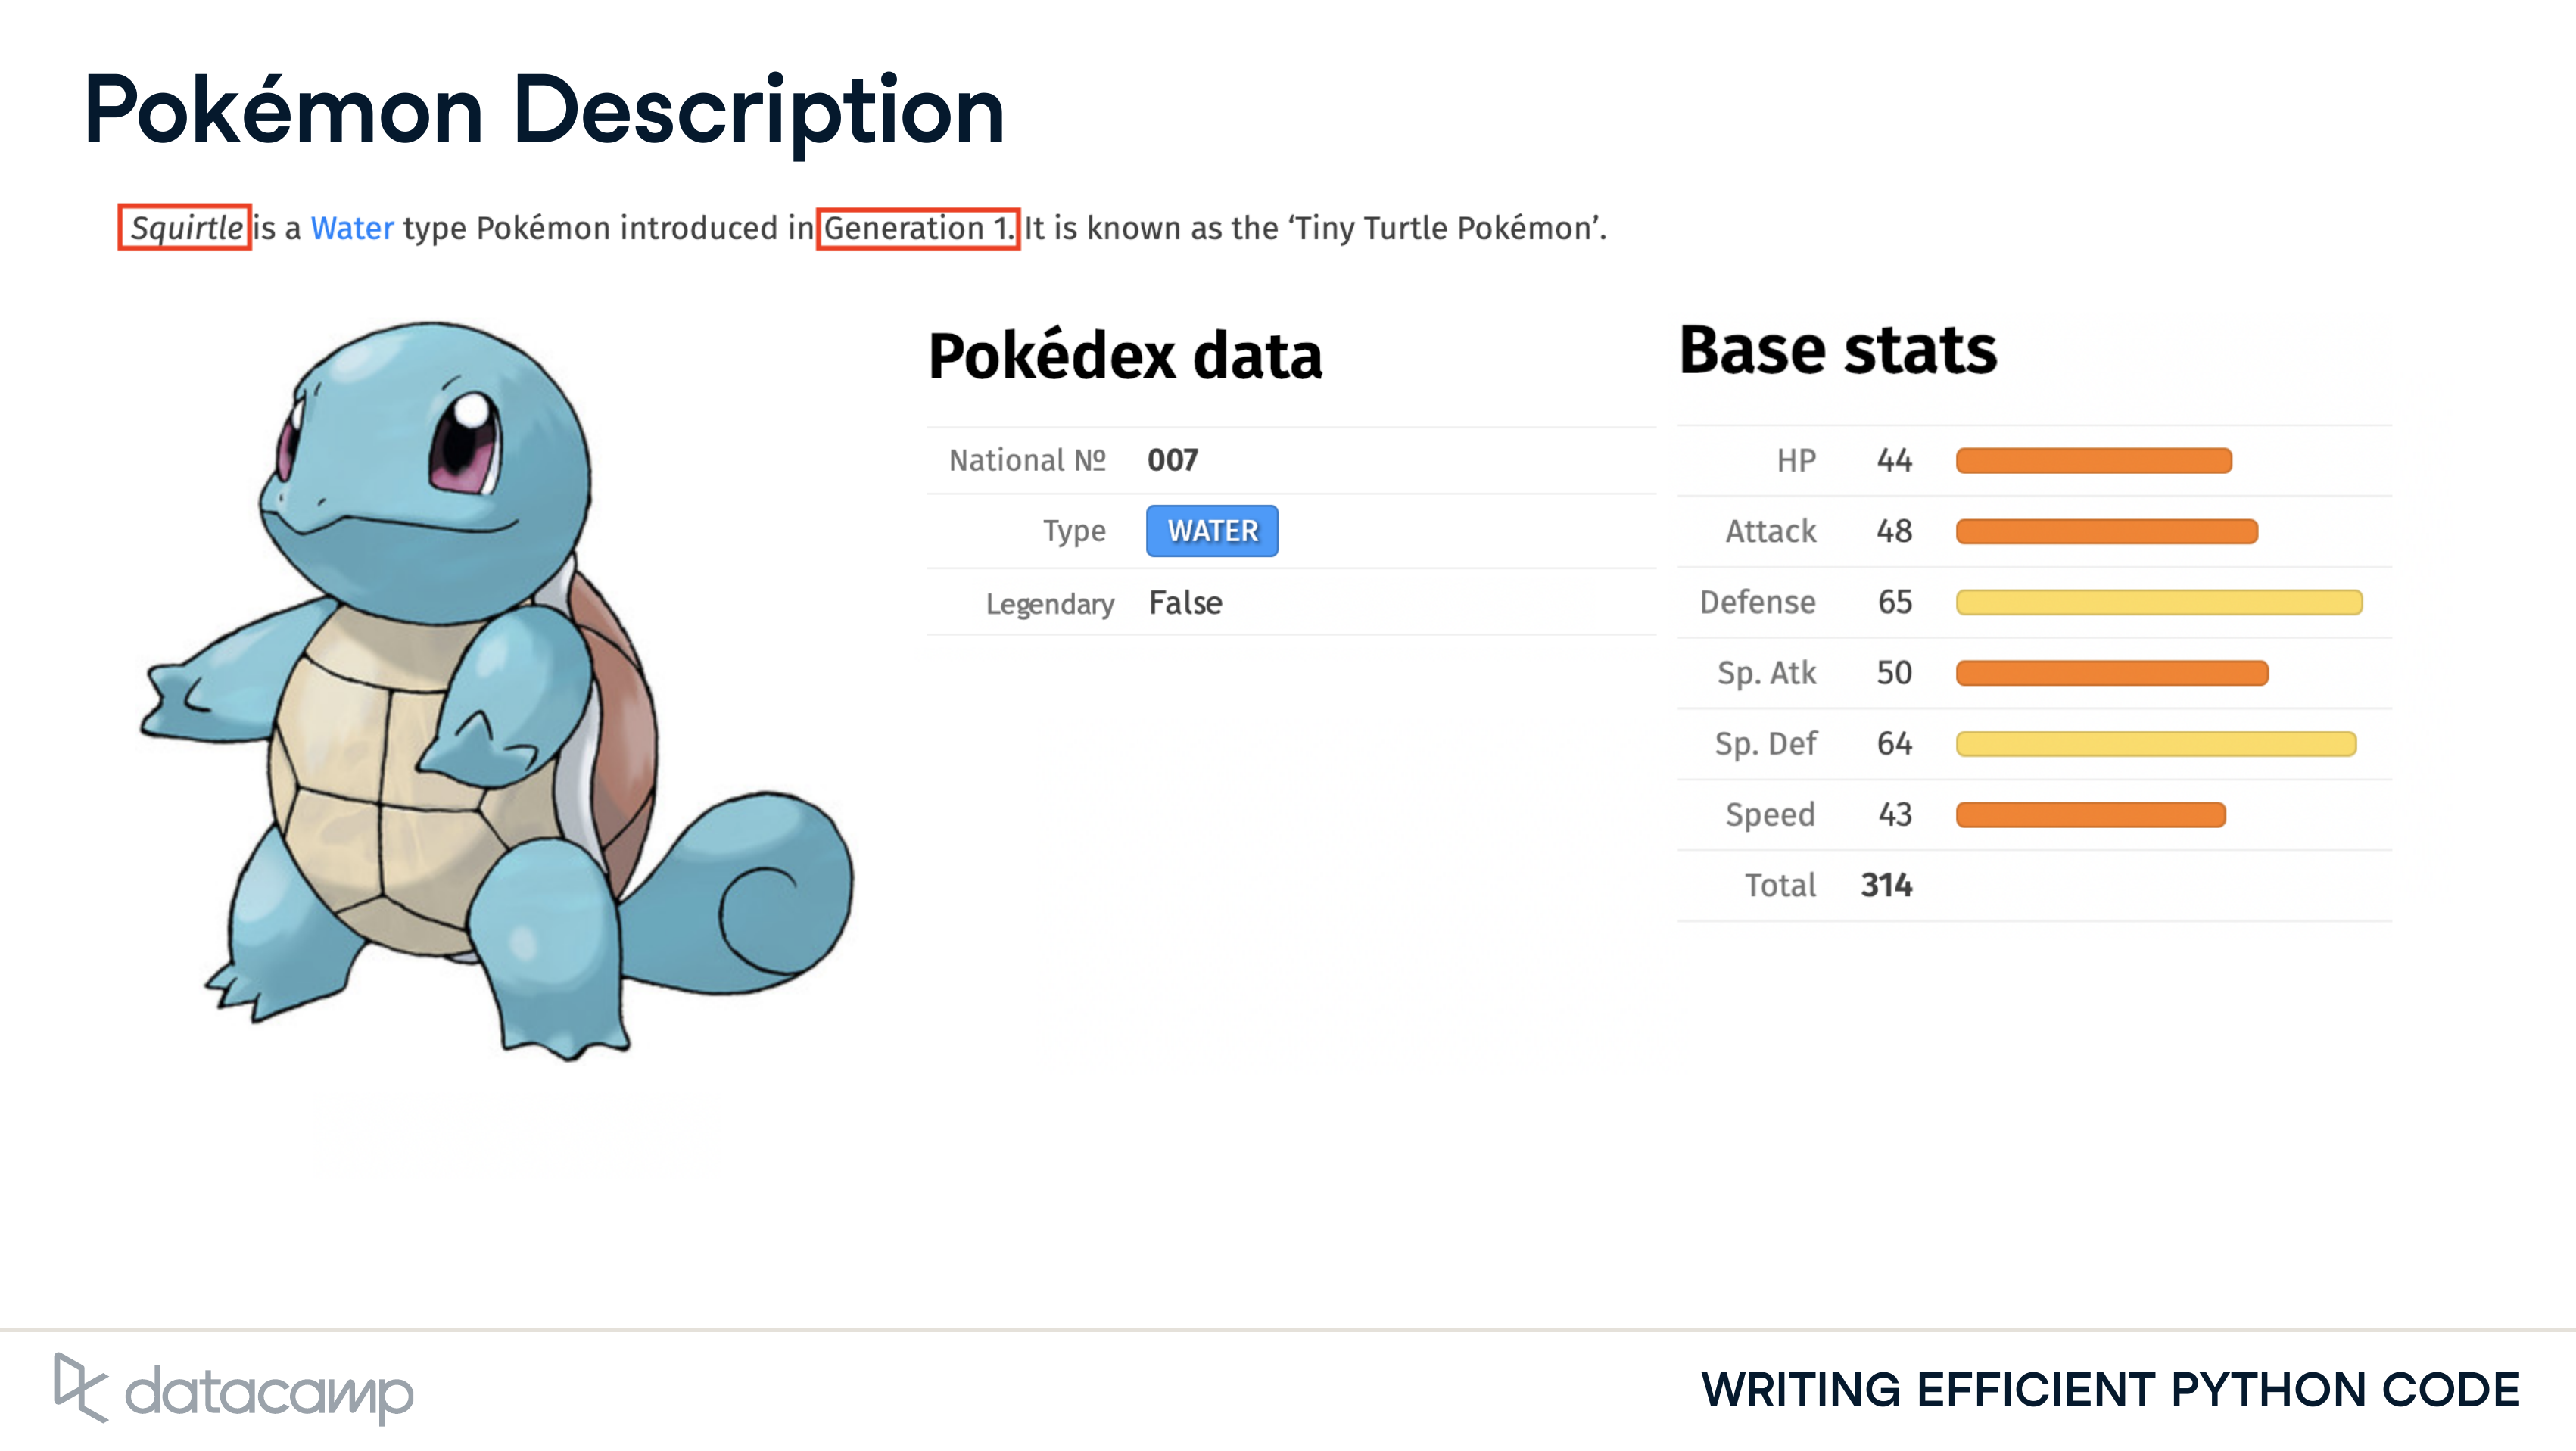 Pokémon Description
Squirtle is a Water type Pokémon introduced in Generation 1. It is known as the ‘Tiny Turtle Pokémon’.
Pokédex data
National Nº 007
Type WATER
Legendary False
Base stats
HP 44
Attack 48
Defense 65
Sp. Atk 50
Sp. Def 64
Speed 43
Total 314
datacamp
WRITING EFFICIENT PYTHON CODE